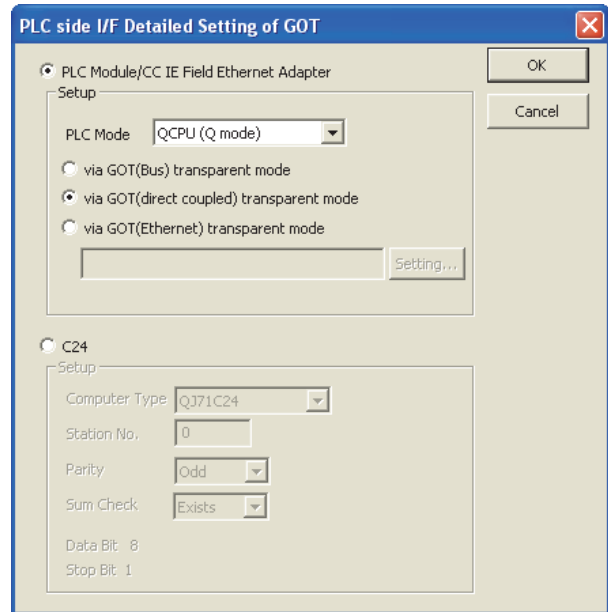 PLC side I/F Detailed Setting of GOT
PLC Module/CC IE Field Ethernet Adapter
OK
Setup
Cancel
PLC Mode QCPU (Q mode)
via GOT(Bus) transparent mode
via GOT(direct coupled) transparent mode
via GOT(Ethernet) transparent mode
Setting...
C24
Setup
Computer Type QJ71C24
Station No. 0
Parity Odd
Sum Check Exists
Data Bit 8
Stop Bit 1